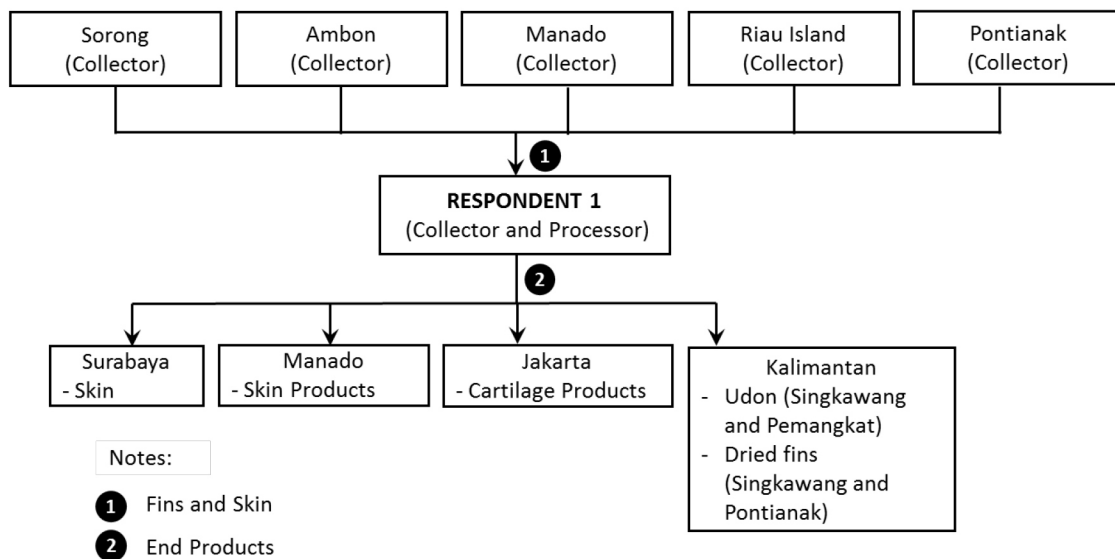 Sorong
(Collector)
Ambon
(Collector)
Manado
(Collector)
Riau Island
(Collector)
Pontianak
(Collector)
1
RESPONDENT 1
(Collector and Processor)
2
Surabaya
- Skin
Manado
- Skin Products
Jakarta
- Cartilage Products
Kalimantan
- Udon (Singkawang
and Pemangkat)
- Dried fins
(Singkawang and
Pontianak)
Notes:
1 Fins and Skin
2 End Products